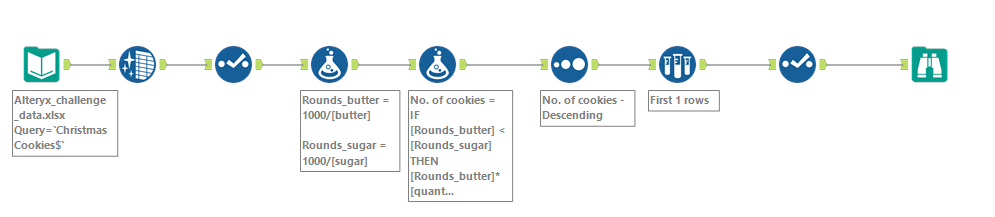 Alteryx_challenge
_data.xlsx
Query=`Christmas
Cookies$`
Rounds_butter =
1000/[butter]
Rounds_sugar =
1000/[sugar]
No. of cookies =
IF
[Rounds_butter] <
[Rounds_sugar]
THEN
[Rounds_butter]*
[quant...
No. of cookies -
Descending
First 1 rows